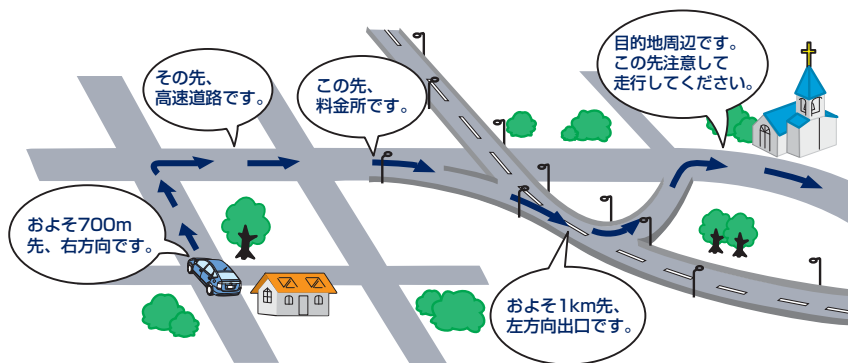 およそ700m
先、右方向です。
その先、
高速道路です。
この先、
料金所です。
およそ1km先、
左方向出口です。
目的地周辺です。
この先注意して
走行してください。